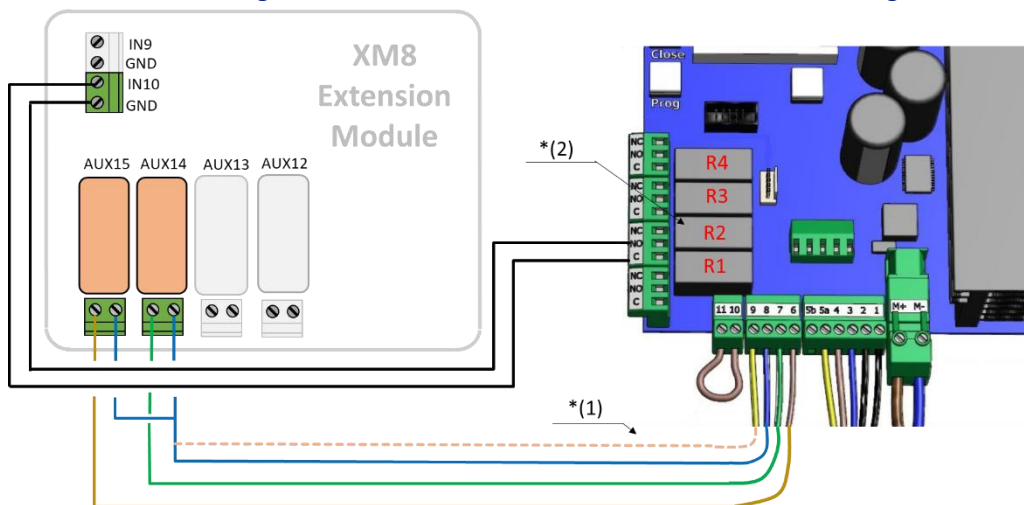 IN9
GND
IN10
GND
XM8
Extension
Module
AUX15 AUX14 AUX13 AUX12
*(1)
*(2)
Close
Prog
NC
NO
C
NC
NO
C
NC
NO
C
NC
NO
C
R4
R3
R2
R1
11 10 9 8 7 6 5b 5a 4 3 2 1
M+ M-